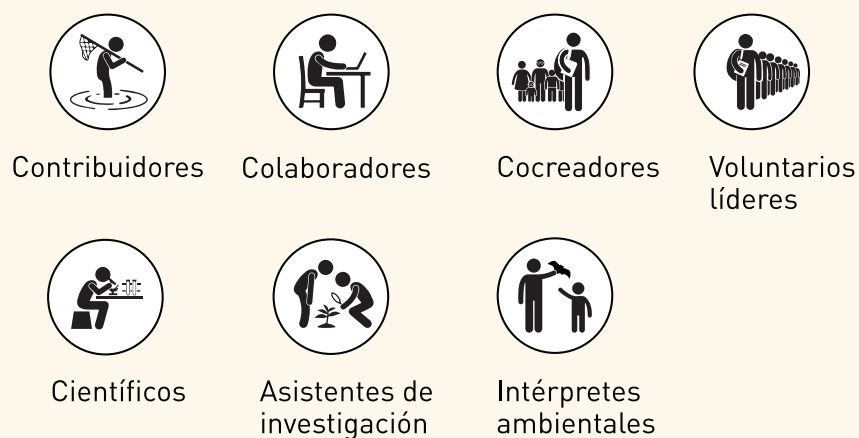 Contribuidores
Colaboradores
Cocreadores
Voluntarios
líderes
Científicos
Asistentes de
investigación
Intérpretes
ambientales